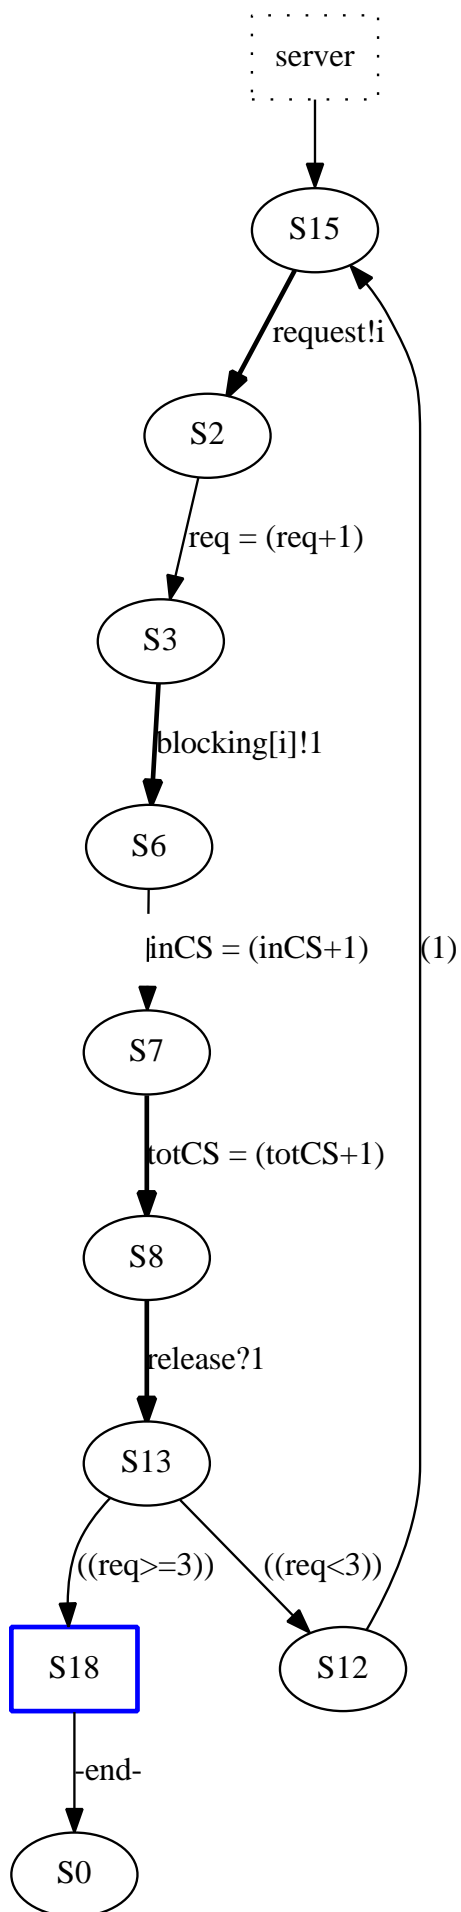 server
S15
request!i
S2
req = (req+1)
S3
blocking[i]!1
S6
inCS = (inCS+1)
(1)
S7
totCS = (totCS+1)
S8
release?1
S13
((req>=3))
((req<3))
S18
S12
-end-
S0